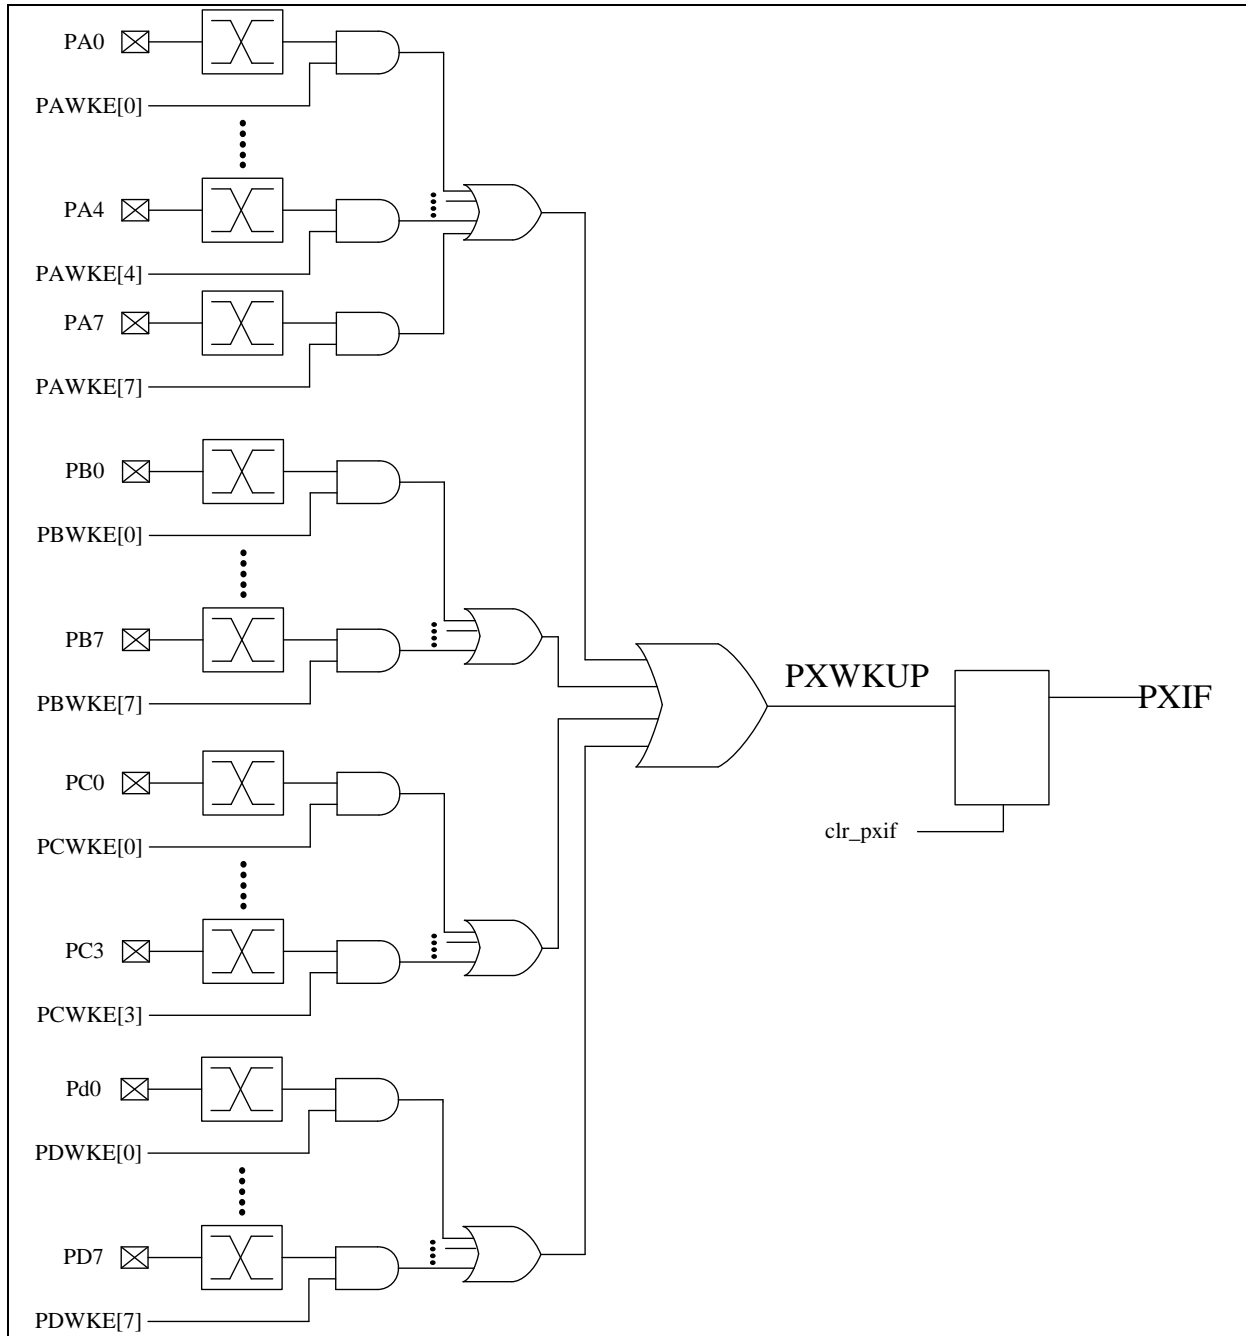 PA0
PAWKE[0]
PA4
PAWKE[4]
PA7
PAWKE[7]
PB0
PBWKE[0]
PB7
PBWKE[7]
PXWKUP
PXIF
PC0
clr_pxif
PCWKE[0]
PC3
PCWKE[3]
Pd0
PDWKE[0]
PD7
PDWKE[7]